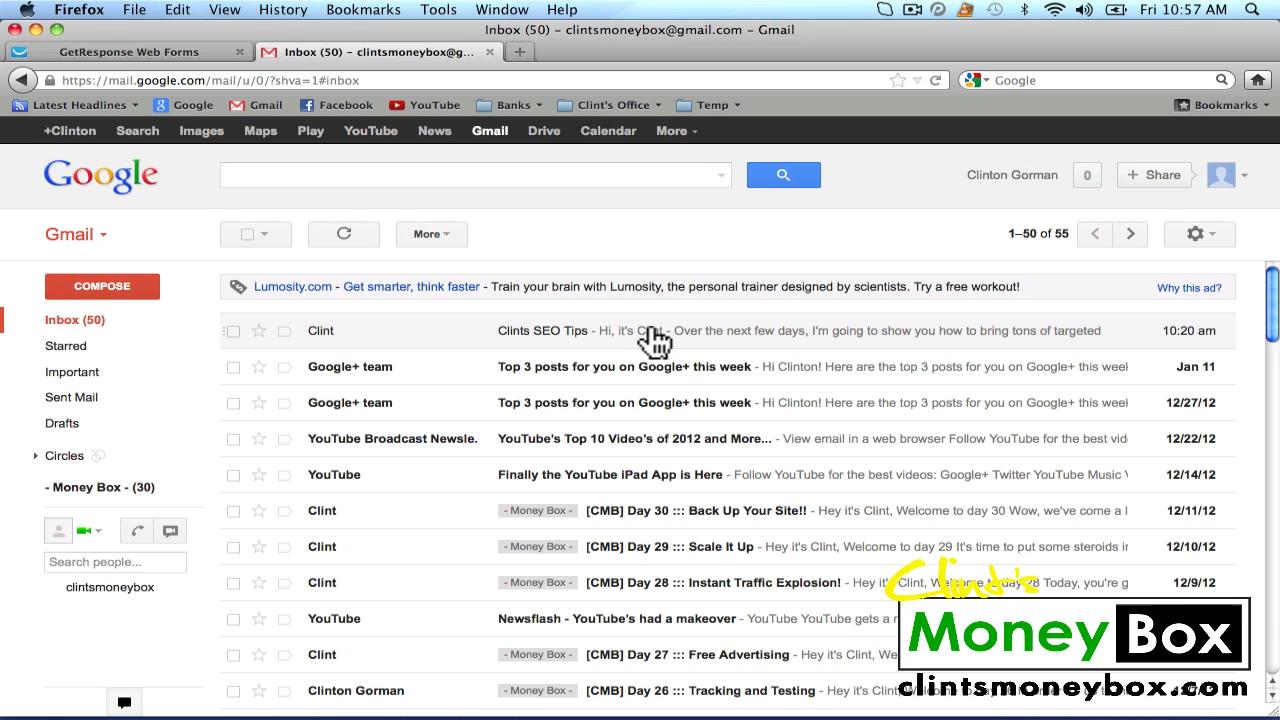 Firefox File Edit View History Bookmarks Tools Window Help Fri 10:57 AM
Inbox (50) – clintsmoneybox@gmail.com – Gmail
GetResponse Web Forms Inbox (50) – clintsmoneybox@g...
https://mail.google.com/mail/u/0/?shva=1#inbox Google
Latest Headlines Google Gmail Facebook YouTube Banks Clint's Office Temp Bookmarks
+Clinton Search Images Maps Play YouTube News Gmail Drive Calendar More
Google Clinton Gorman 0 + Share
Gmail More 1–50 of 55
COMPOSE Lumosity.com - Get smarter, think faster - Train your brain with Lumosity, the personal trainer designed by scientists. Try a free workout! Why this ad?
Inbox (50) Clint Clints SEO Tips - Hi, it's Clint - Over the next few days, I'm going to show you how to bring tons of targeted 10:20 am
Starred
Important Google+ team Top 3 posts for you on Google+ this week - Hi Clinton! Here are the top 3 posts for you on Google+ this week Jan 11
Sent Mail Google+ team Top 3 posts for you on Google+ this week - Hi Clinton! Here are the top 3 posts for you on Google+ this week 12/27/12
Drafts
Circles YouTube Broadcast Newsle. YouTube's Top 10 Video's of 2012 and More... - View email in a web browser Follow YouTube for the best vid 12/22/12
- Money Box - (30) YouTube Finally the YouTube iPad App is Here - Follow YouTube for the best videos: Google+ Twitter YouTube Music V 12/14/12
Clint - Money Box - [CMB] Day 30 ::: Back Up Your Site!! - Hey it's Clint, Welcome to day 30 Wow, we've come a l 12/11/12
Search people...
Clint - Money Box - [CMB] Day 29 ::: Scale It Up - Hey it's Clint, Welcome to day 29 It's time to put some steroids i 12/10/12
clintsmoneybox Clint - Money Box - [CMB] Day 28 ::: Instant Traffic Explosion! - Hey it's Clint, Welcome to day 28 Today, you're g 12/9/12
YouTube Newsflash - YouTube's had a makeover - YouTube YouTube gets a
Clint - Money Box - [CMB] Day 27 ::: Free Advertising - Hey it's Clint, We
Clinton Gorman - Money Box - [CMB] Day 26 ::: Tracking and Testing - Hey it's Clint,
Clint's
Money Box
clintsmoneybox.com